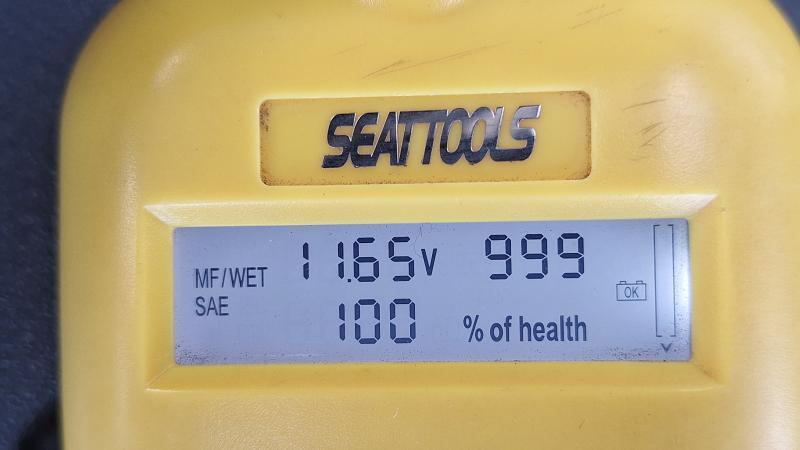 SEATTOOLS
MF/WET 11.65V 999
SAE 100 % of health
OK